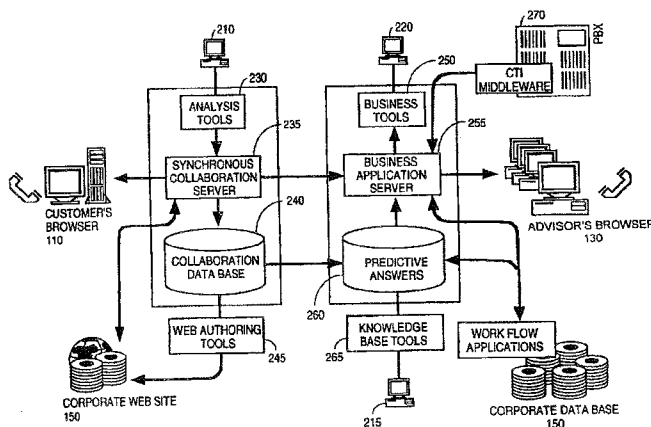 210
220
270
PBX
230
250
CTI
MIDDLEWARE
ANALYSIS
TOOLS
BUSINESS
TOOLS
235
255
SYNCHRONOUS
COLLABORATION
SERVER
BUSINESS
APPLICATION
SERVER
CUSTOMER'S
BROWSER
110
ADVISOR'S BROWSER
130
240
COLLABORATION
DATA BASE
PREDICTIVE
ANSWERS
260
WEB AUTHORING
TOOLS
245
265
KNOWLEDGE
BASE TOOLS
WORK FLOW
APPLICATIONS
CORPORATE WEB SITE
150
215
CORPORATE DATA BASE
150